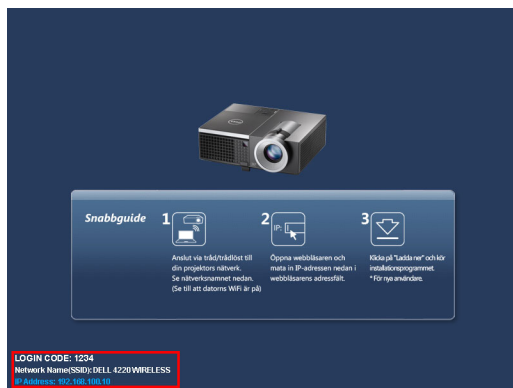 Snabbguide
1
Anslut via tråd/trådlöst till
din projektors nätverk.
Se nätverksnamnet nedan.
(Se till att datorns WiFi är på)
2
IP:
Öppna webbläsaren och
mata in IP-adressen nedan i
webbläsarens adressfält.
3
Klicka på "Ladda ner" och kör
installationsprogrammet.
* För nya användare.
LOGIN CODE: 1234
Network Name(SSID): DELL 4220 WIRELESS
IP Address: 192.168.100.10